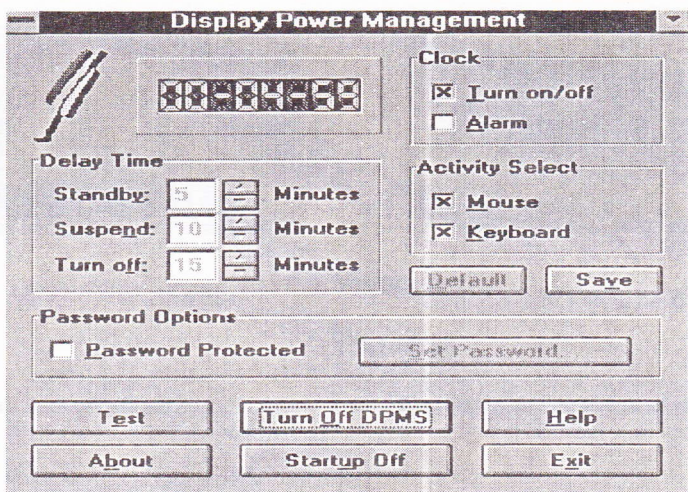 Display Power Management
Clock
Turn on/off
Alarm
Delay Time
Standby: 5 Minutes
Suspend: 10 Minutes
Turn off: 15 Minutes
Activity Select
Mouse
Keyboard
Default Save
Password Options
Password Protected Set Password...
Test Turn Off DPMS Help
About Startup Off Exit